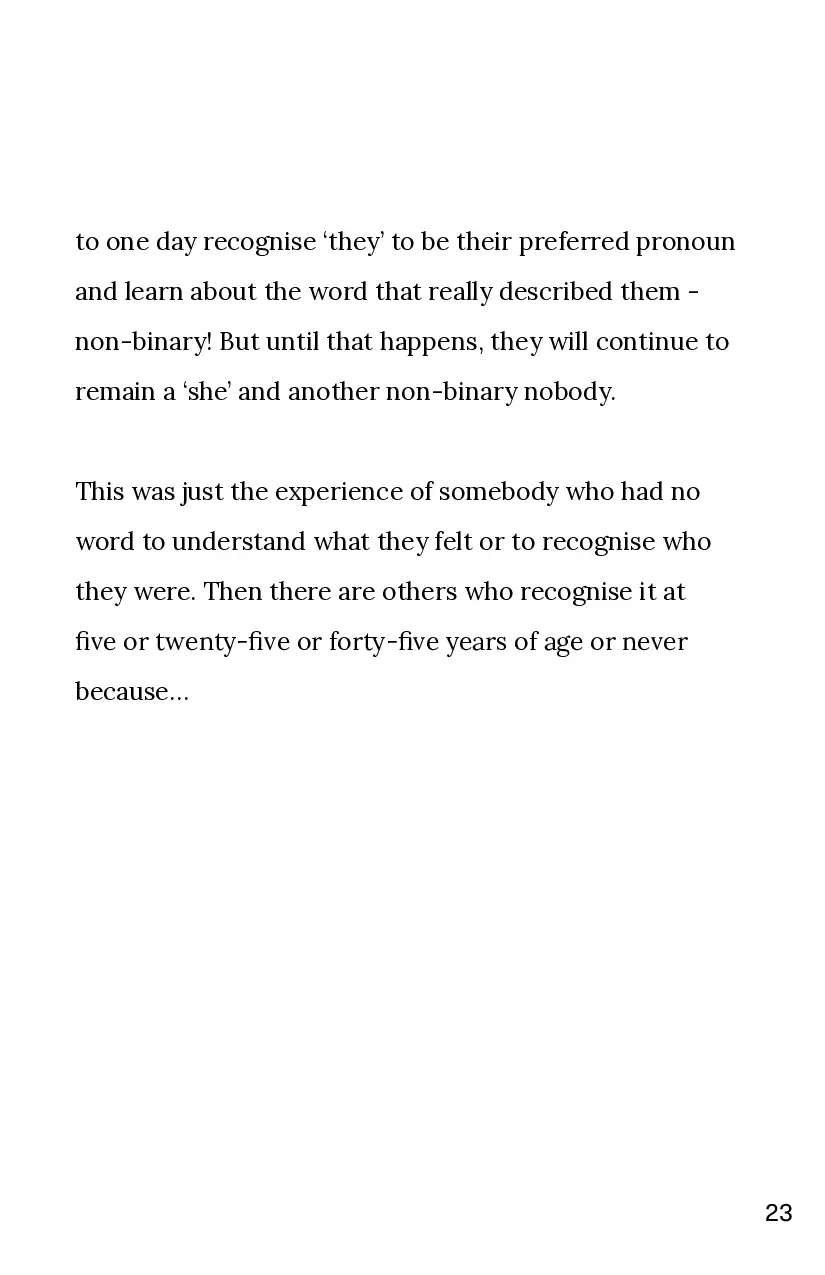 to one day recognise ‘they’ to be their preferred pronoun
and learn about the word that really described them -
non-binary! But until that happens, they will continue to
remain a ‘she’ and another non-binary nobody.
This was just the experience of somebody who had no
word to understand what they felt or to recognise who
they were. Then there are others who recognise it at
five or twenty-five or forty-five years of age or never
because…
23